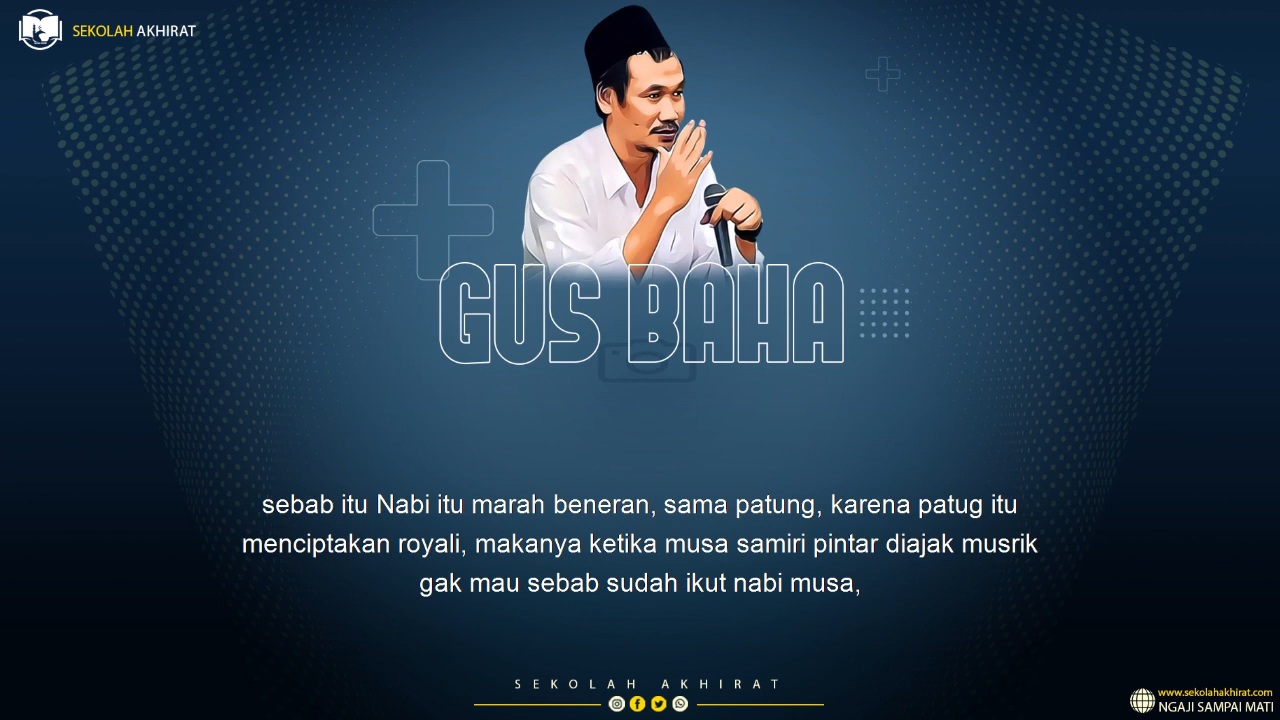 SEKOLAH AKHIRAT
GUS BAHA
sebab itu Nabi itu marah beneran, sama patung, karena patug itu
menciptakan royali, makanya ketika musa samiri pintar diajak musrik
gak mau sebab sudah ikut nabi musa,
SEKOLAH AKHIRAT
www.sekolahakhirat.com
NGAJI SAMPAI MATI